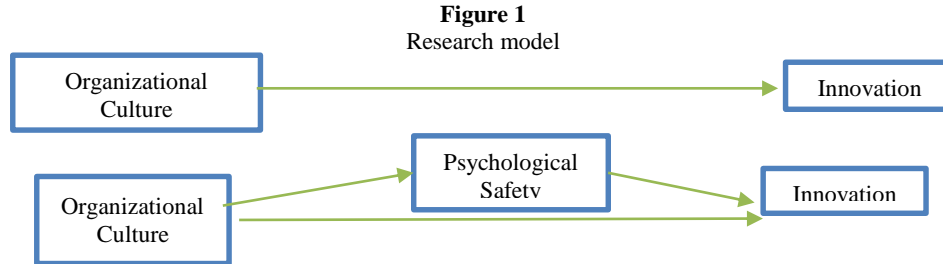 Figure 1
Research model
Organizational
Culture
Innovation
Psychological
Safety
Organizational
Culture
Innovation